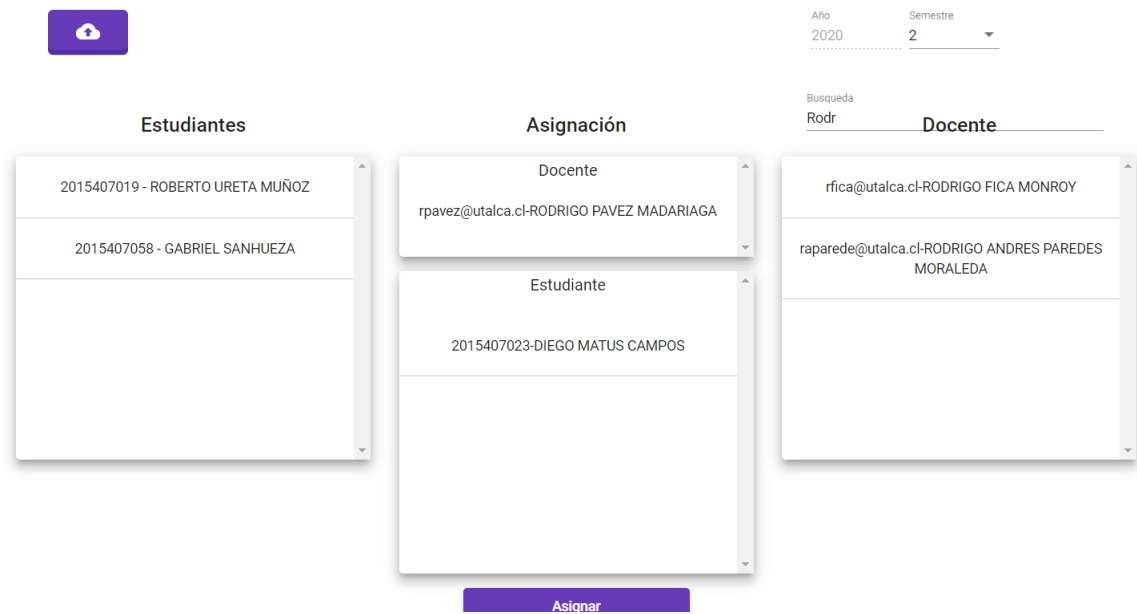 Año
Semestre
2020
2
Busqueda
Rodr
Estudiantes
Asignación
Docente
2015407019 - ROBERTO URETA MUÑOZ
2015407058 - GABRIEL SANHUEZA
Docente
rpavez@utalca.cl-RODRIGO PAVEZ MADARIAGA
Estudiante
2015407023-DIEGO MATUS CAMPOS
rfica@utalca.cl-RODRIGO FICA MONROY
raparede@utalca.cl-RODRIGO ANDRES PAREDES
MORALEDA
Asignar